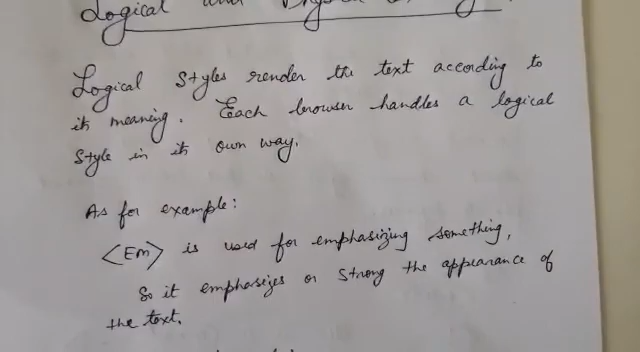 Logical and Physical
Logical Styles render the text according to
its meaning. Each browser handles a logical
style in its own way.
As for example:
<Em> is used for emphasizing something,
So it emphasizes or strong the appearance of
the text.